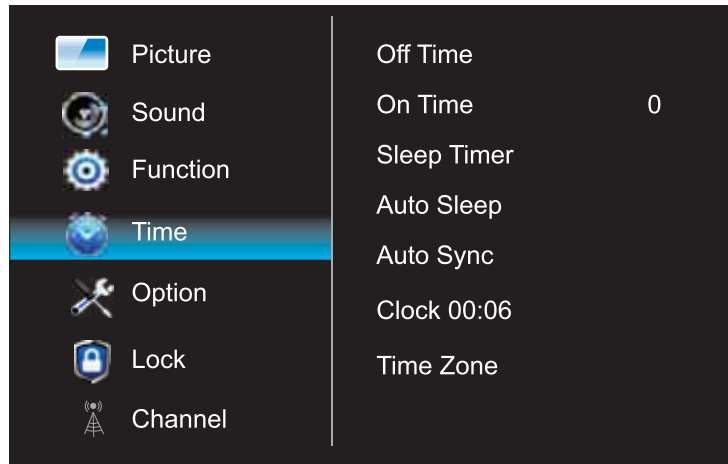 Picture
Sound
Function
Time
Option
Lock
Channel
Off Time
On Time 0
Sleep Timer
Auto Sleep
Auto Sync
Clock 00:06
Time Zone